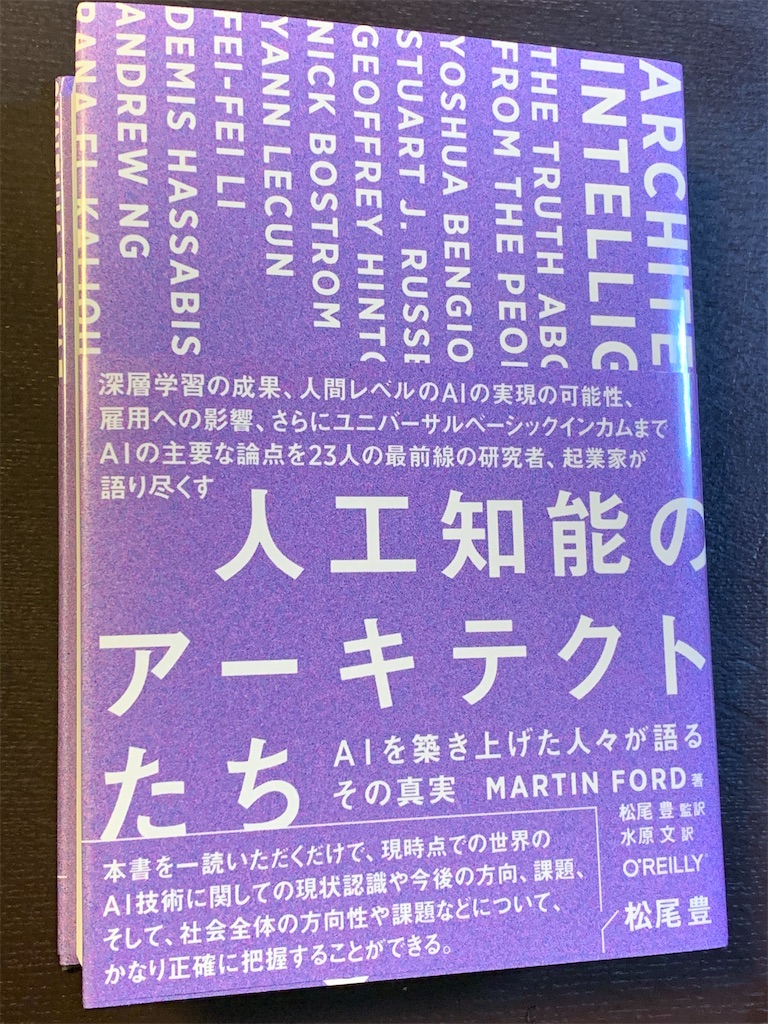 ARCHITE
INTELLIG
THE TRUTH ABO
FROM THE PEOP
YOSHUA BENGIO
STUART J. RUSSE
GEOFFREY HINTO
NICK BOSTROM
YANN LECUN
FEI-FEI LI
DEMIS HASSABIS
ANDREW NG
RANA EL KALIOU
深層学習の成果、人間レベルのAIの実現の可能性、
雇用への影響、さらにユニバーサルベーシックインカムまで
AIの主要な論点を23人の最前線の研究者、起業家が
語り尽くす
人工知能の
アーキテクト
たち
AIを築き上げた人々が語る
その真実
MARTIN FORD 著
松尾 豊 監訳
水原 文 訳
O'REILLY
本書を一読いただくだけで、現時点での世界の
AI技術に関しての現状認識や今後の方向、課題、
そして、社会全体の方向性や課題などについて、
かなり正確に把握することができる。
松尾 豊